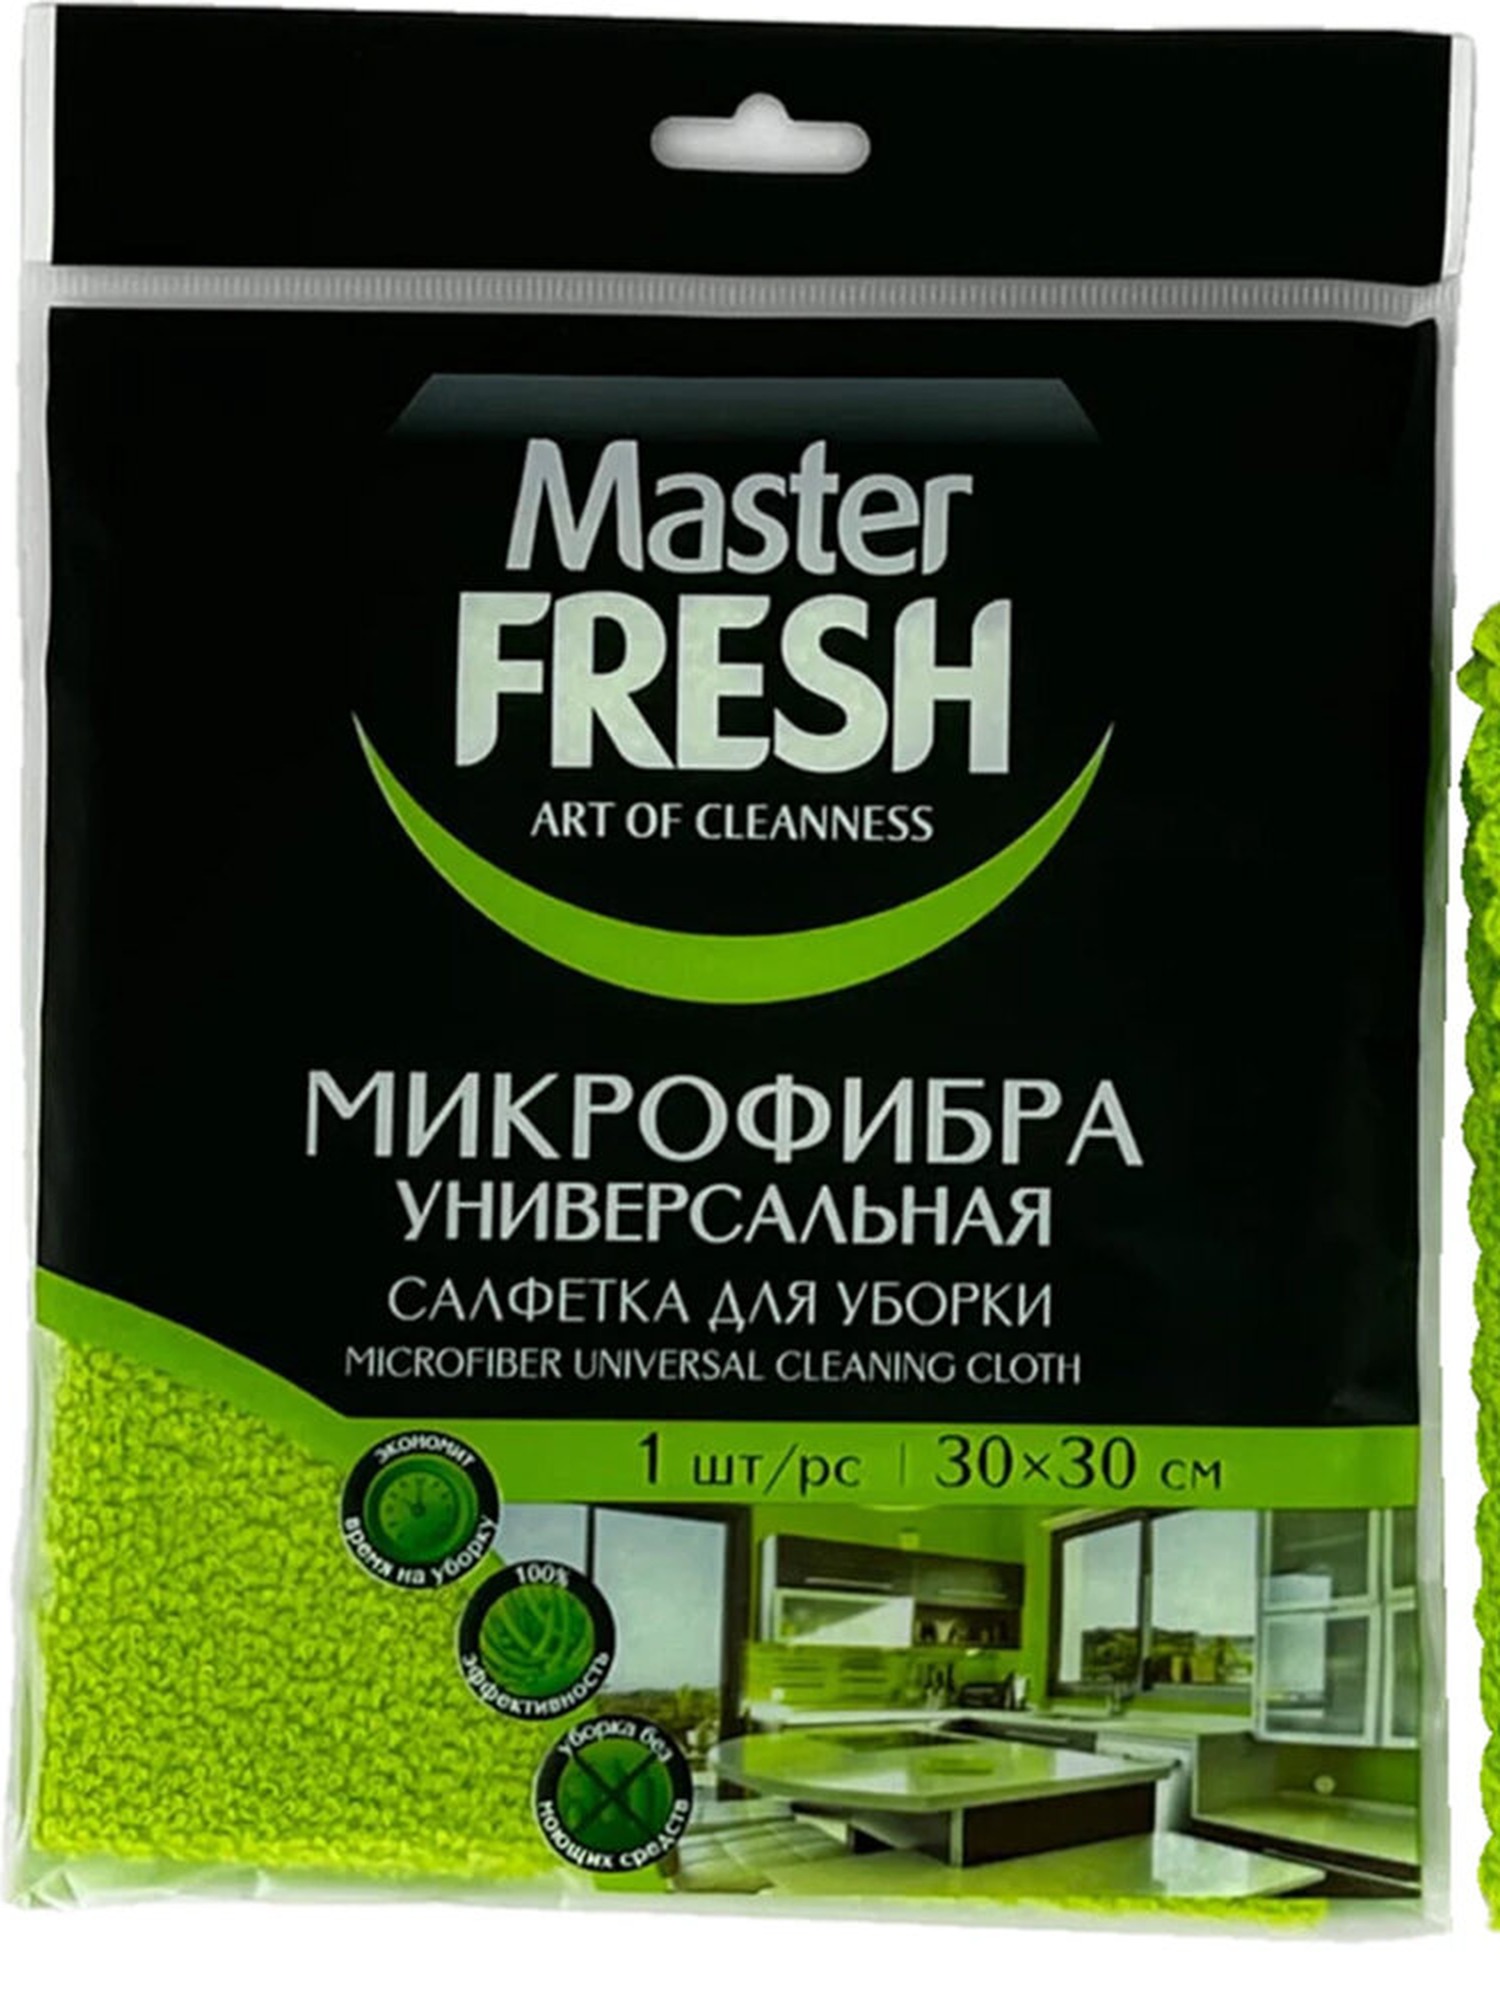 Master
FRESH
ART OF CLEANNESS
МИКРОФИБРА
УНИВЕРСАЛЬНАЯ
САЛФЕТКА ДЛЯ УБОРКИ
MICROFIBER UNIVERSAL CLEANING CLOTH
1 шт/pc | 30×30 см
экономит
время на уборку
100%
эффективность
уборка без
моющих средств